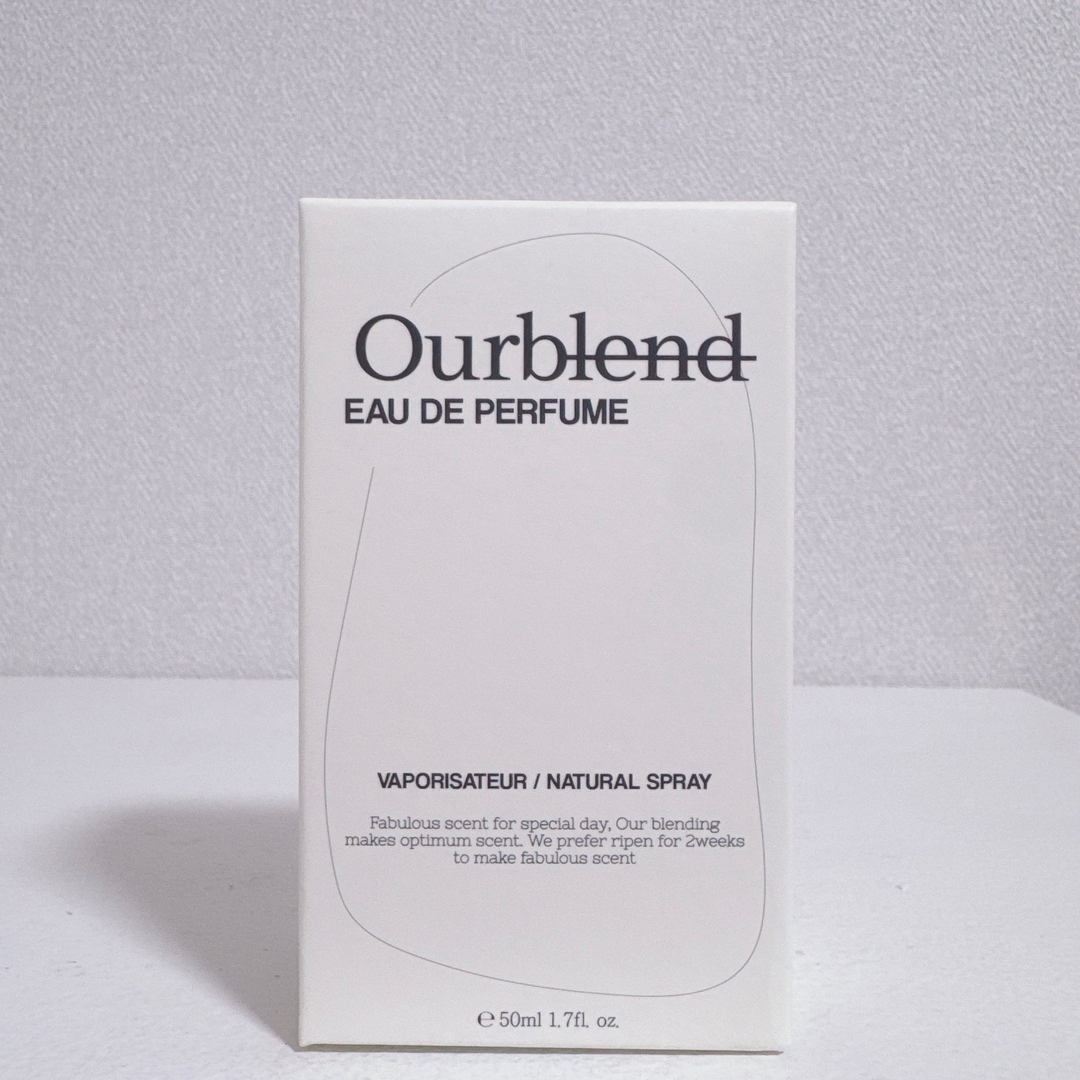 Ourblend
EAU DE PERFUME
VAPORISATEUR / NATURAL SPRAY
Fabulous scent for special day, Our blending
makes optimum scent. We prefer ripen for 2weeks
to make fabulous scent
℮ 50ml 1.7fl. oz.